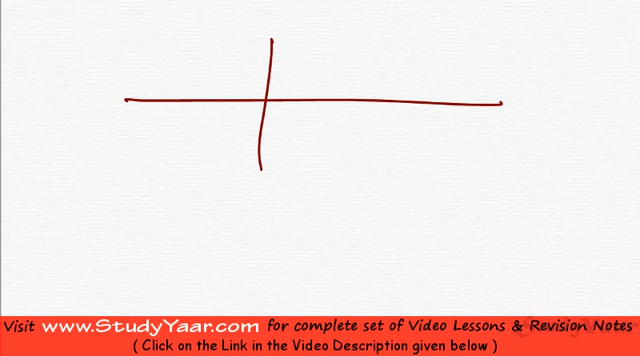 Visit www.StudyYaar.com for complete set of Video Lessons & Revision Notes
( Click on the Link in the Video Description given below )